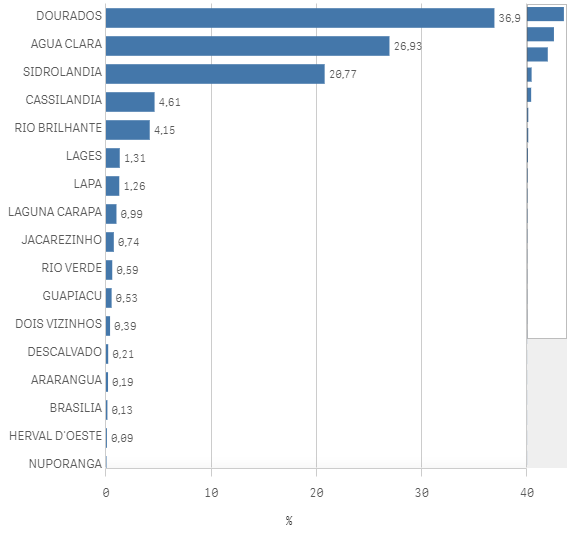 DOURADOS 36,9
AGUA CLARA 26,93
SIDROLANDIA 20,77
CASSILANDIA 4,61
RIO BRILHANTE 4,15
LAGES 1,31
LAPA 1,26
LAGUNA CARAPA 0,99
JACAREZINHO 0,74
RIO VERDE 0,59
GUAPIACU 0,53
DOIS VIZINHOS 0,39
DESCALVADO 0,21
ARARANGUA 0,19
BRASILIA 0,13
HERVAL D'OESTE 0,09
NUPORANGA
0 10 20 30 40
%